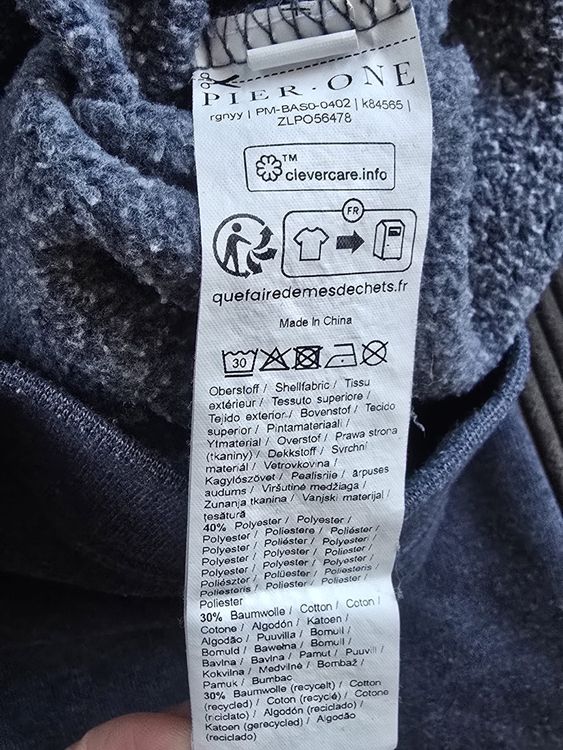 PIER·ONE
rgnyy | PM-BAS0-0402 | k84565 |
ZLPO56478
™
clevercare.info
FR
quefairedemesdechets.fr
Made In China
30
Oberstoff / Shellfabric / Tissu
extérieur / Tessuto superiore /
Tejido exterior / Bovenstof / Tecido
superior / Pintamateriaali /
Ytmaterial / Overstof / Prawa strona
(tkaniny) / Dekkstoff / Svrchní
materiál / Vetrovkovina /
Kagylószövet / Pealisriie / ārpuses
audums / Viršutinė medžiaga /
Zunanja tkanina / Vanjski materijal /
ţesătură
40% Polyester / Polyester /
Polyester / Poliestere / Poliéster /
Polyester / Poliéster / Polyesteri /
Polyester / Polyester / Poliester /
Polyester / Polyester / Polyester /
Poliészter / Polüester / Poliesteris /
Poliesteris / Poliester / Poliester /
Poliester
30% Baumwolle / Cotton / Coton /
Cotone / Algodón / Katoen /
Algodão / Puuvilla / Bomull /
Bomuld / Bawełna / Bomull /
Bavlna / Bavlna / Pamut / Puuvill /
Kokvilna / Medvilnė / Bombaž /
Pamuk / Bumbac
30% Baumwolle (recycelt) / Cotton
(recycled) / Coton (recyclé) / Cotone
(riciclato) / Algodón (reciclado) /
Katoen (gerecycled) / Algodão
(reciclado)